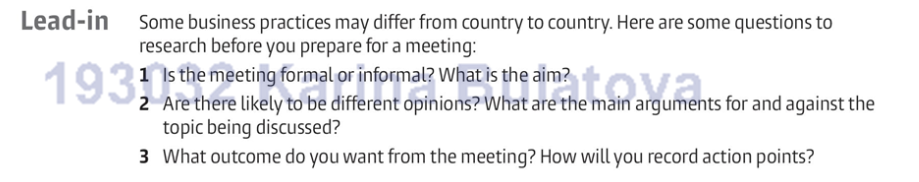 Lead-in
Some business practices may differ from country to country. Here are some questions to
research before you prepare for a meeting:
1 Is the meeting formal or informal? What is the aim?
2 Are there likely to be different opinions? What are the main arguments for and against the
topic being discussed?
3 What outcome do you want from the meeting? How will you record action points?
193032 Karina Bulatova